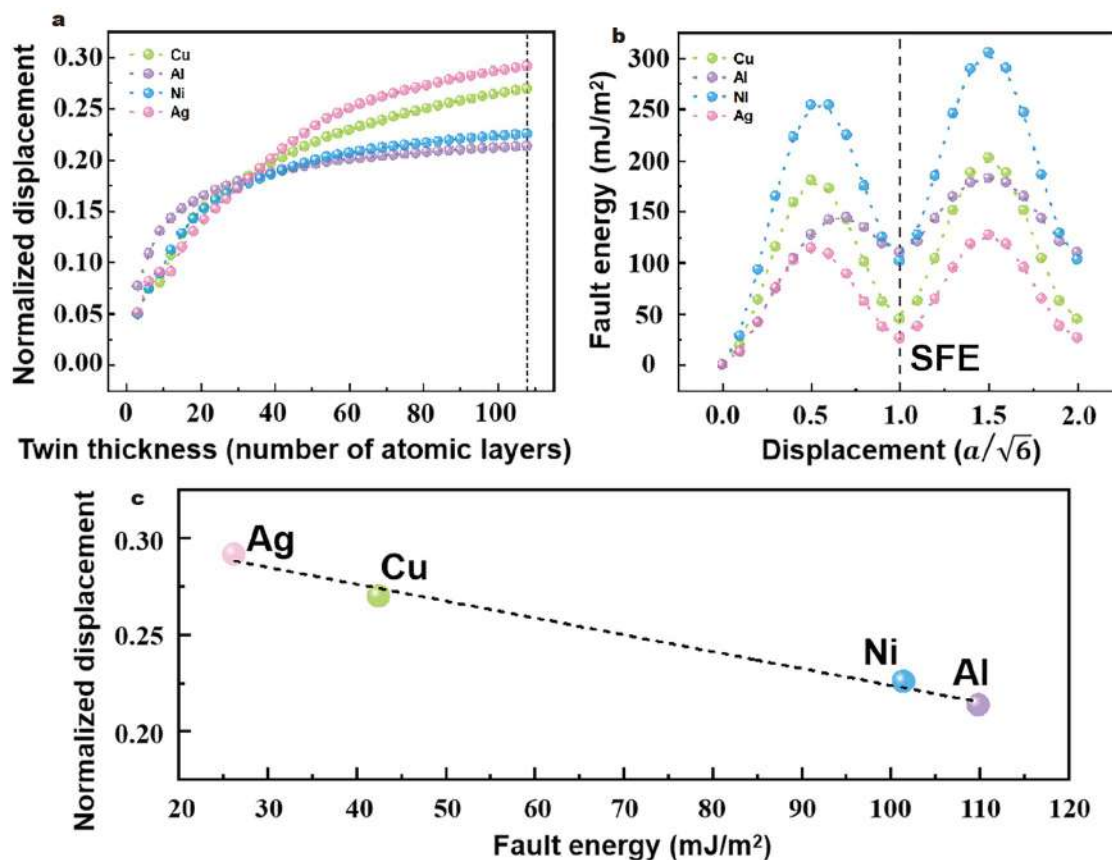 a
Normalized displacement
0.30
0.25
0.20
0.15
0.10
0.05
0.00
Cu
Al
Ni
Ag
0 20 40 60 80 100
Twin thickness (number of atomic layers)
b
Fault energy (mJ/m²)
300
250
200
150
100
50
0
Cu
Al
NI
Ag
SFE
0.0 0.5 1.0 1.5 2.0
Displacement (a/√6)
c
Normalized displacement
0.30
0.25
0.20
Ag
Cu
Ni
Al
20 30 40 50 60 70 80 90 100 110 120
Fault energy (mJ/m²)